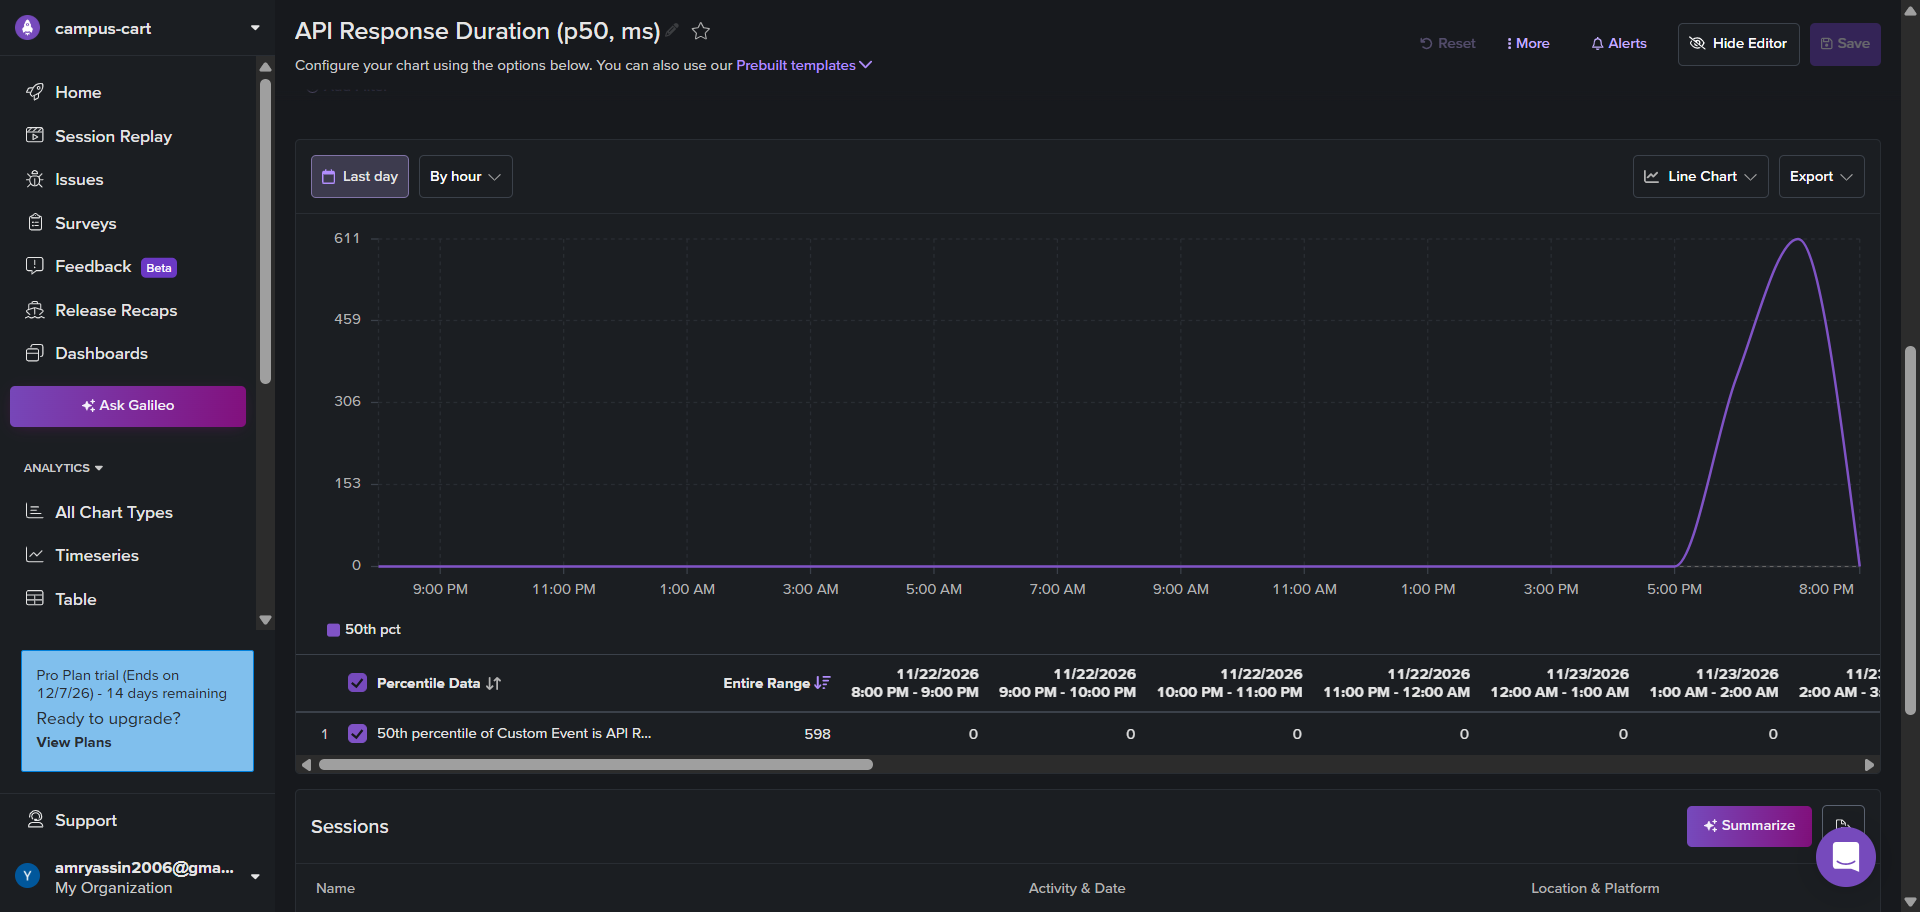 campus-cart
Home
Session Replay
Issues
Surveys
Feedback Beta
Release Recaps
Dashboards
Ask Galileo
ANALYTICS
All Chart Types
Timeseries
Table
Pro Plan trial (Ends on
12/7/26) - 14 days remaining
Ready to upgrade?
View Plans
Support
Y
amryassin2006@gma...
My Organization
API Response Duration (p50, ms)
Configure your chart using the options below. You can also use our Prebuilt templates
Reset
More
Alerts
Hide Editor
Save
Last day
By hour
Line Chart
Export
611
459
306
153
0
9:00 PM 11:00 PM 1:00 AM 3:00 AM 5:00 AM 7:00 AM 9:00 AM 11:00 AM 1:00 PM 3:00 PM 5:00 PM 8:00 PM
50th pct
Percentile Data Entire Range
11/22/2026 11/22/2026 11/22/2026 11/22/2026 11/23/2026 11/23/2026 11/2
8:00 PM - 9:00 PM 9:00 PM - 10:00 PM 10:00 PM - 11:00 PM 11:00 PM - 12:00 AM 12:00 AM - 1:00 AM 1:00 AM - 2:00 AM 2:00 AM - 3
1 50th percentile of Custom Event is API R... 598 0 0 0 0 0 0
Sessions
Summarize
Name Activity & Date Location & Platform